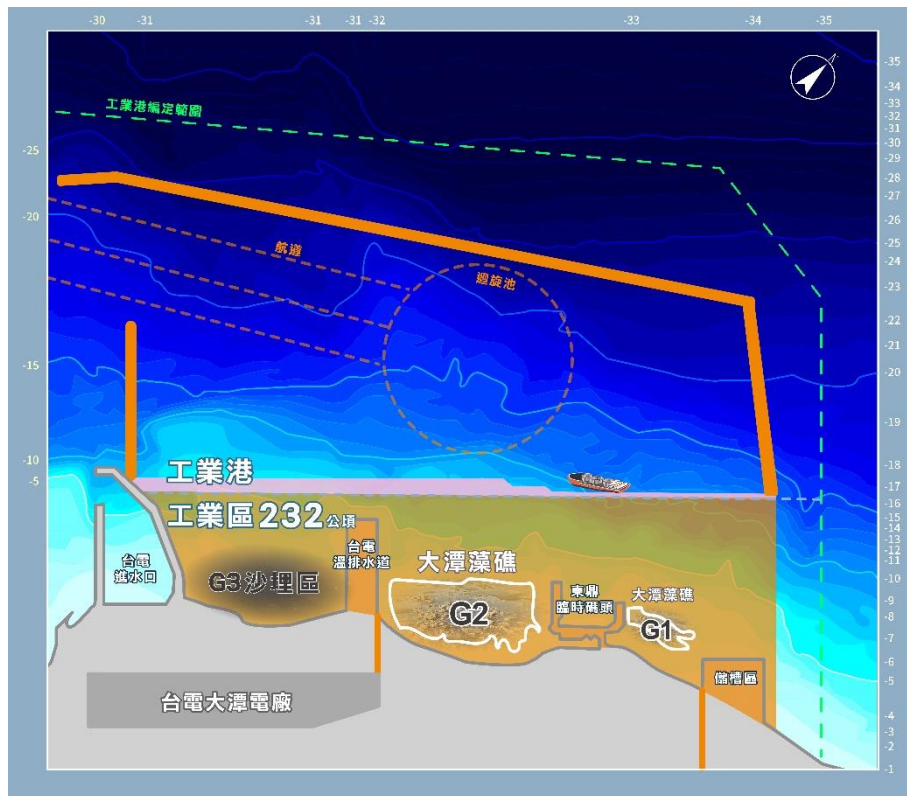 -30 -31 -31 -31 -32 -33 -34 -35
N
工業港編定範圍
航道
迴旋池
工業港
工業區232公頃
台電
進水口
G3沙理區
台電
溫排水道
大潭藻礁
G2
東鼎
臨時碼頭
大潭藻礁
G1
儲槽區
台電大潭電廠
-25
-20
-15
-10
-5
-35
-34
-33
-32
-31
-30
-29
-28
-27
-26
-25
-24
-23
-22
-21
-20
-19
-18
-17
-16
-15
-14
-13
-12
-11
-10
-9
-8
-7
-6
-5
-4
-3
-2
-1